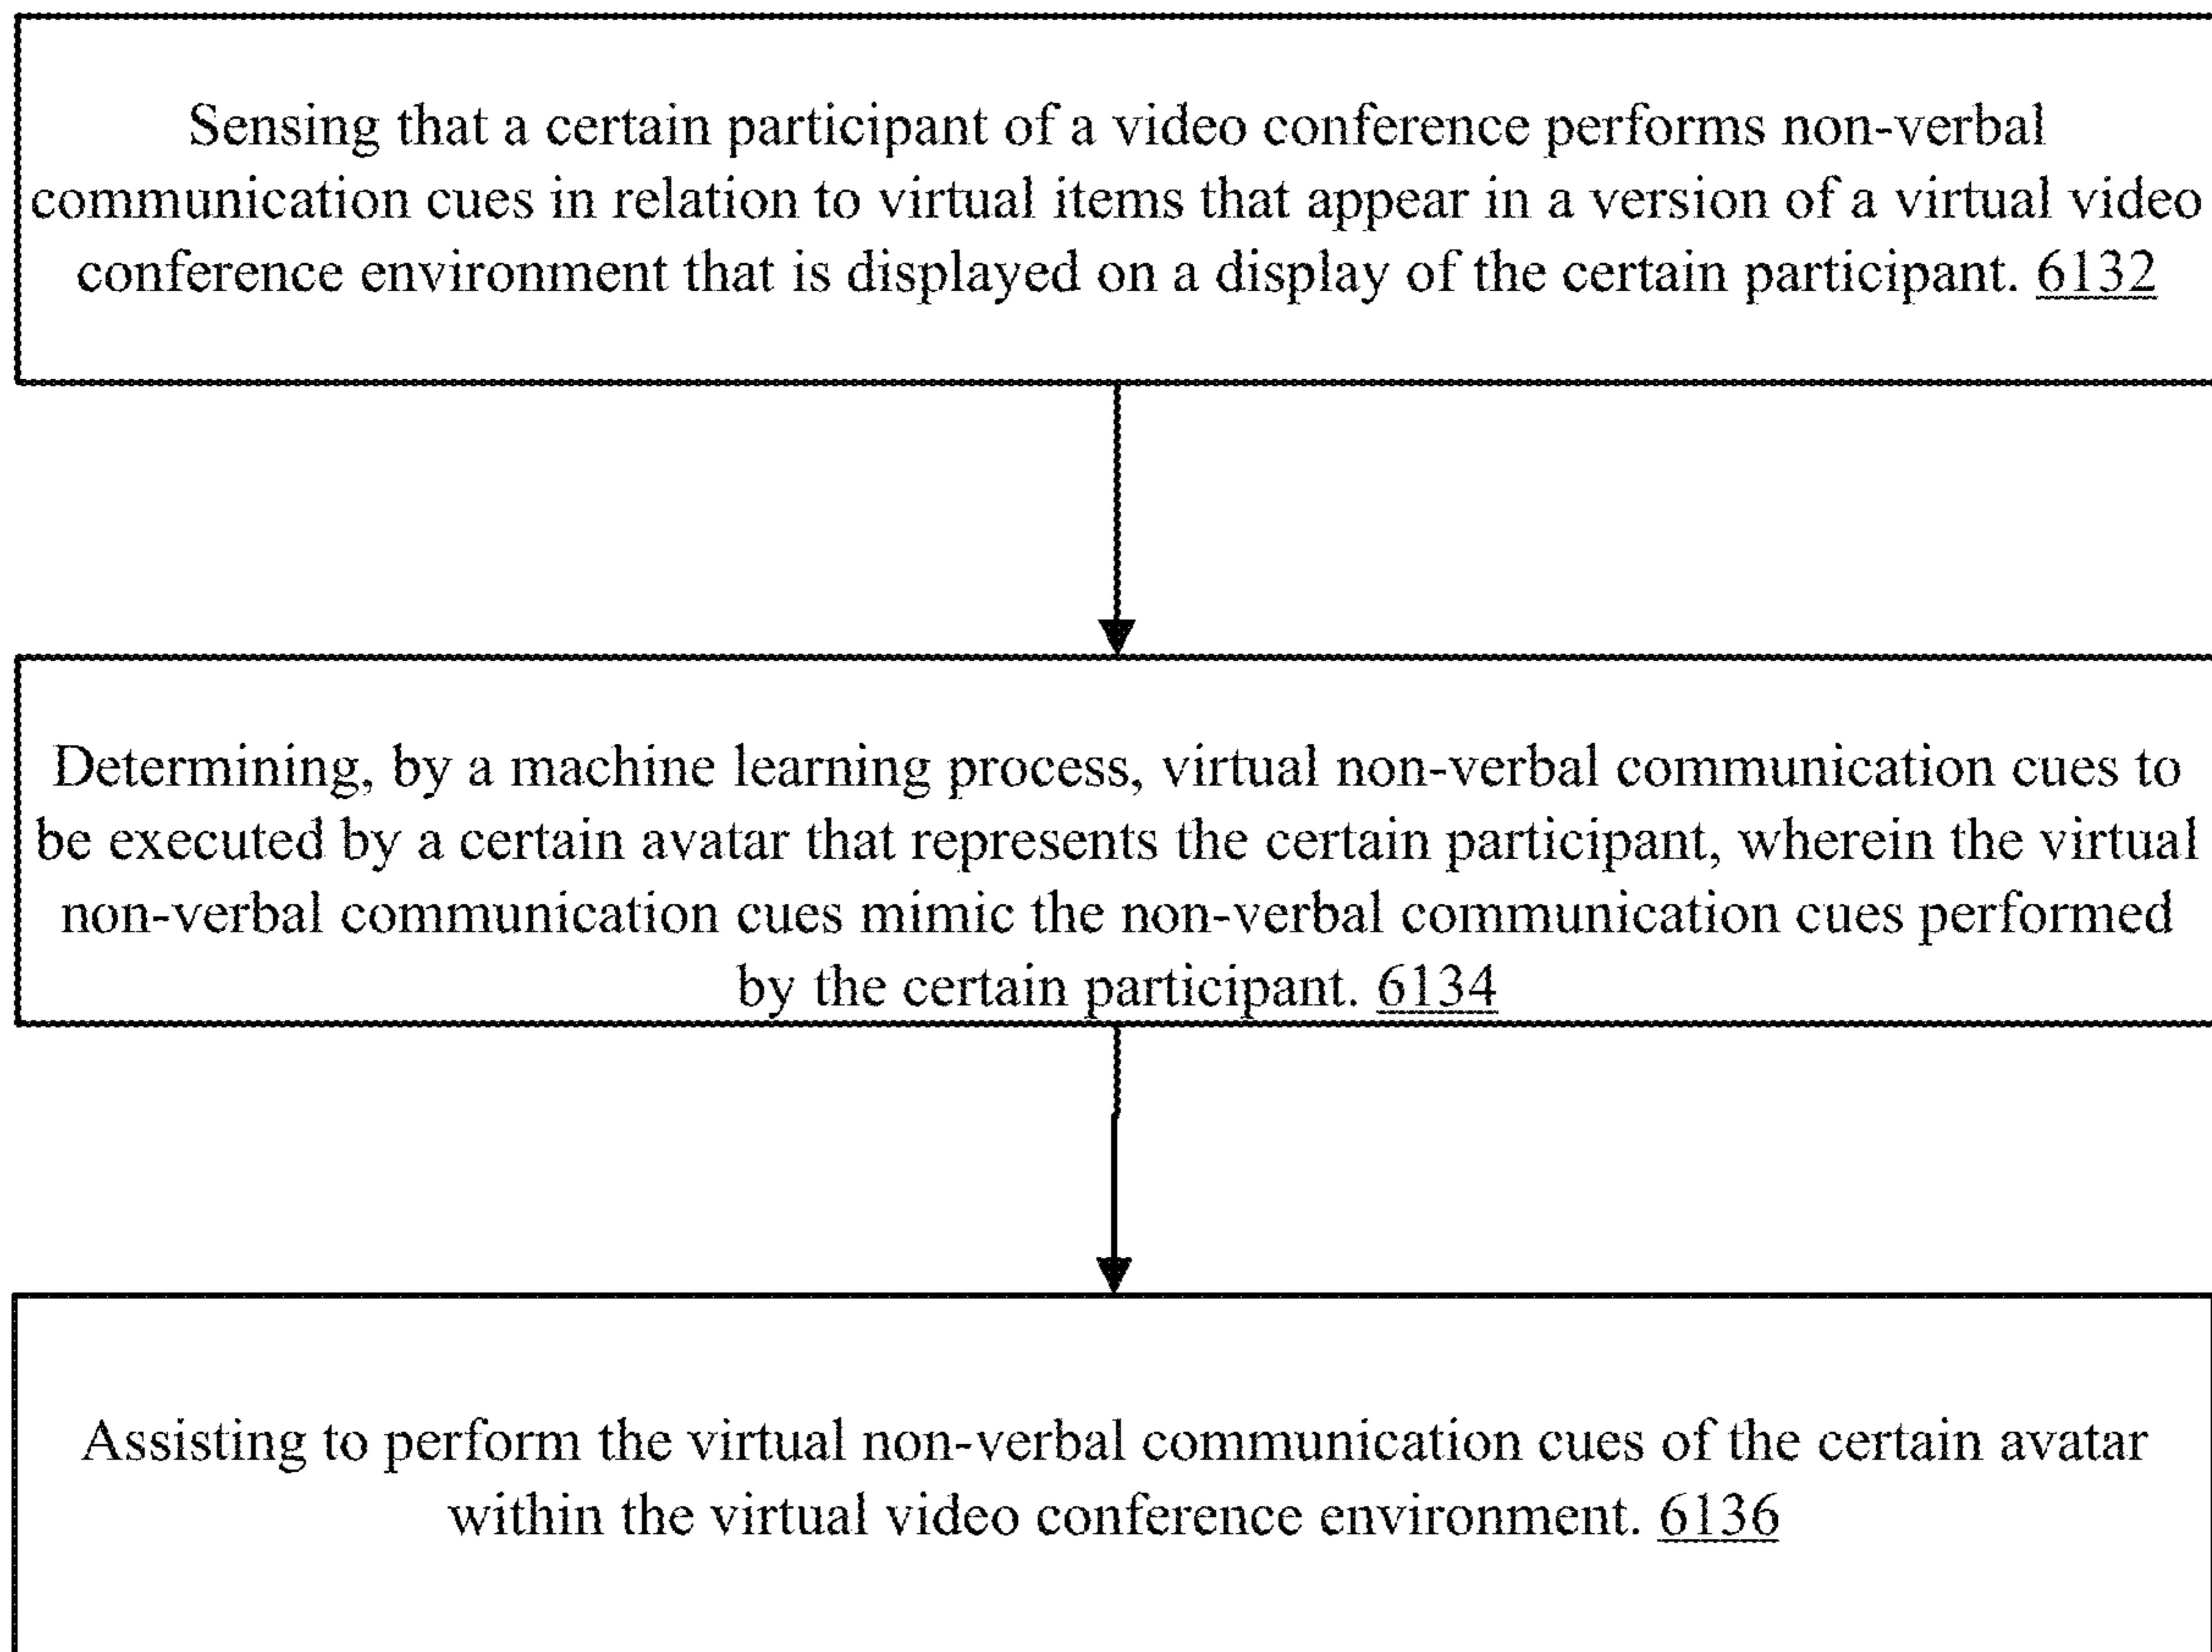 Sensing that a certain participant of a video conference performs non-verbal
communication cues in relation to virtual items that appear in a version of a virtual video
conference environment that is displayed on a display of the certain participant. 6132
Determining, by a machine learning process, virtual non-verbal communication cues to
be executed by a certain avatar that represents the certain participant, wherein the virtual
non-verbal communication cues mimic the non-verbal communication cues performed
by the certain participant. 6134
Assisting to perform the virtual non-verbal communication cues of the certain avatar
within the virtual video conference environment. 6136